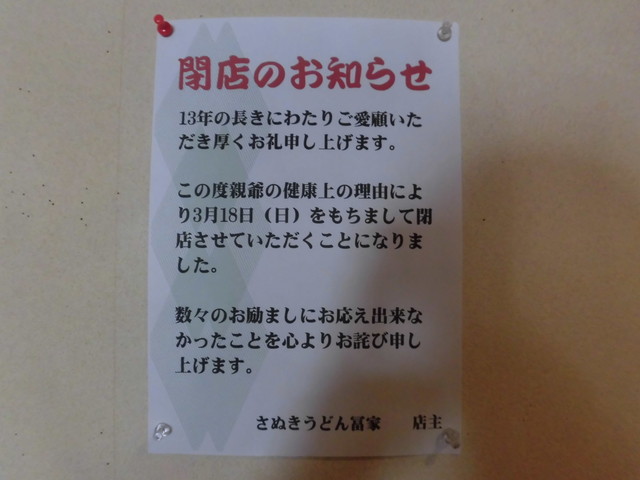 閉店のお知らせ
13年の長きにわたりご愛顧いた
だき厚くお礼申し上げます。
この度親爺の健康上の理由によ
り3月18日（日）をもちまして閉
店させていただくことになりま
した。
数々のお励ましにお応え出来な
かったことを心よりお詫び申し
上げます。
さぬきうどん冨家　店主